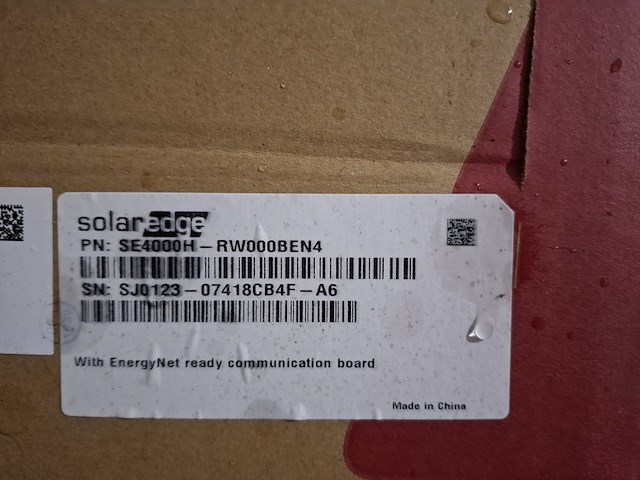 solaredge
PN: SE4000H-RW000BEN4
SN: SJ0123-07418CB4F-A6
With EnergyNet ready communication board
Made in China